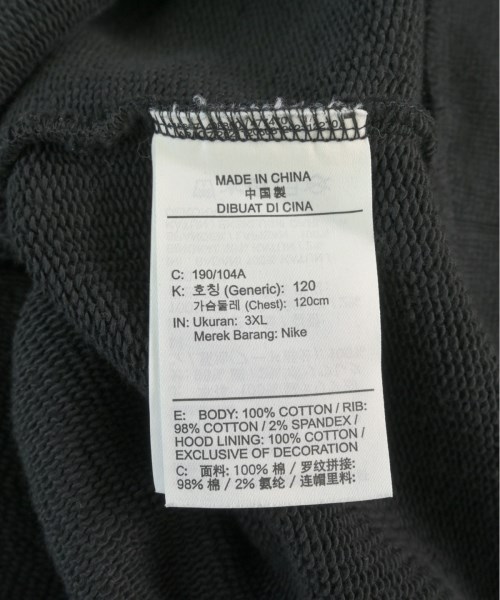 MADE IN CHINA
中国製
DIBUAT DI CINA
C: 190/104A
K: 호칭 (Generic): 120
가슴둘레 (Chest): 120cm
IN: Ukuran: 3XL
Merek Barang: Nike
E: BODY: 100% COTTON / RIB:
98% COTTON / 2% SPANDEX /
HOOD LINING: 100% COTTON /
EXCLUSIVE OF DECORATION
C: 面料: 100% 棉 / 罗纹拼接:
98% 棉 / 2% 氨纶 / 连帽里料: